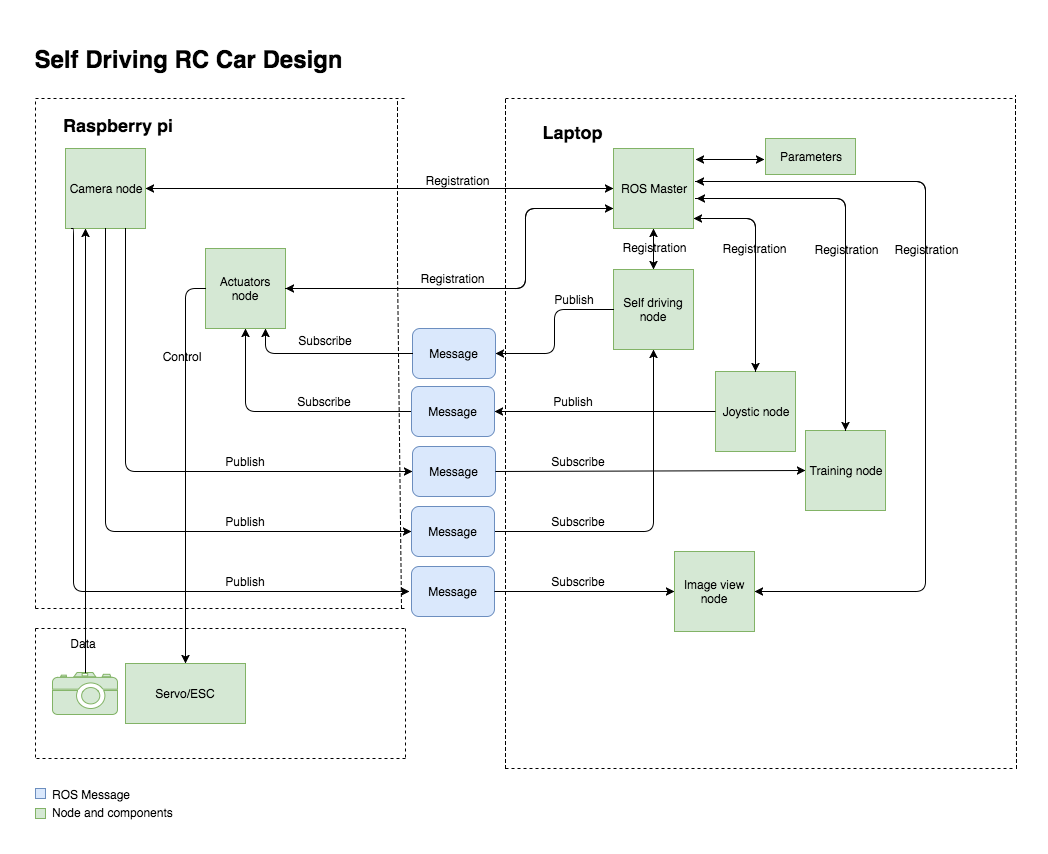 Self Driving RC Car Design
Raspberry pi
Laptop
Camera node
Registration
ROS Master
Parameters
Registration
Registration
Registration
Registration
Actuators
node
Registration
Self driving
node
Publish
Subscribe
Message
Control
Subscribe
Message
Publish
Joystic node
Publish
Message
Subscribe
Training node
Publish
Message
Subscribe
Publish
Message
Subscribe
Image view
node
Data
Servo/ESC
ROS Message
Node and components